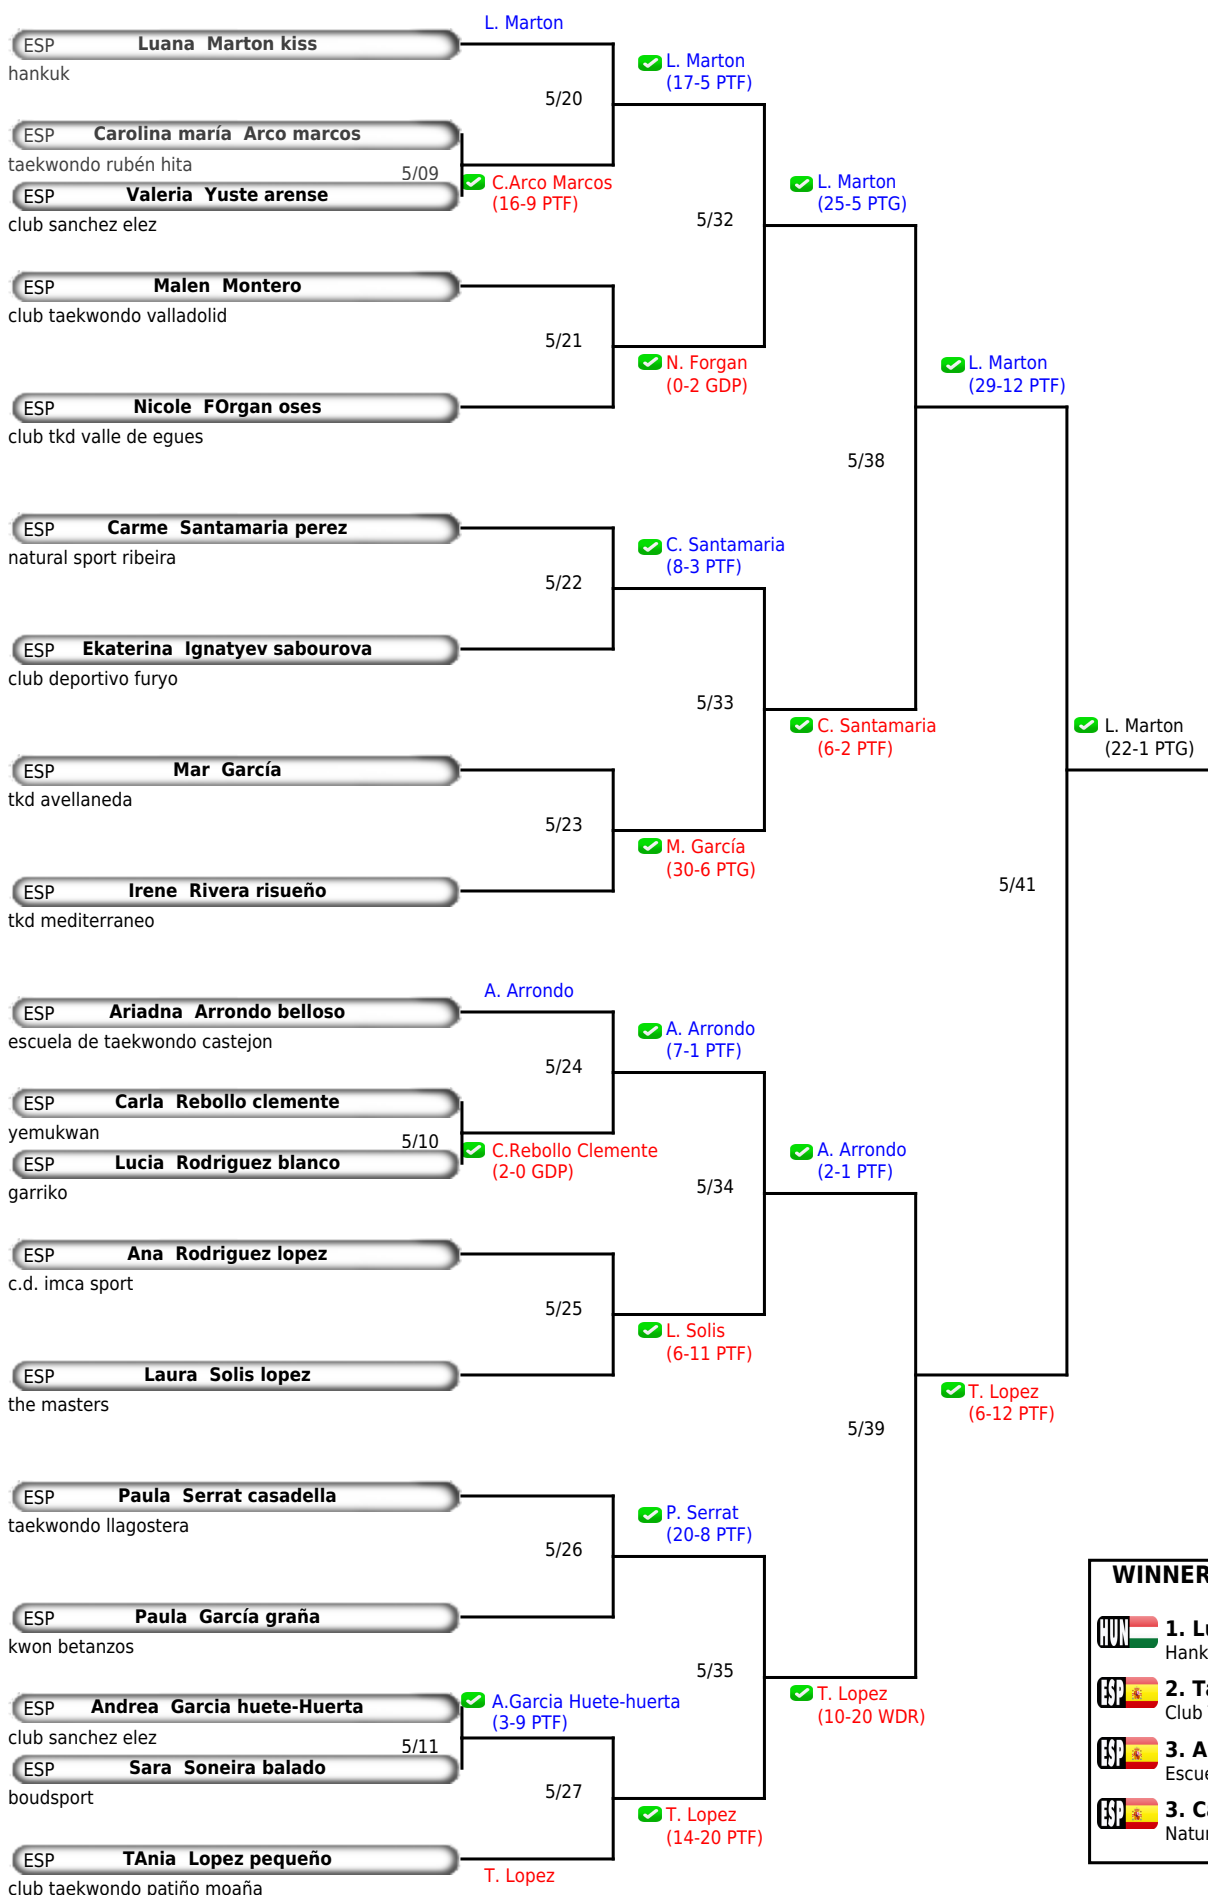 L. Marton
ESP Luana Marton kiss
hankuk
L. Marton
(17-5 PTF)
5/20
ESP Carolina maría Arco marcos
taekwondo rubén hita
5/09
C.Arco Marcos
(16-9 PTF)
ESP Valeria Yuste arense
club sanchez elez
L. Marton
(25-5 PTG)
5/32
ESP Malen Montero
club taekwondo valladolid
5/21
N. Forgan
(0-2 GDP)
L. Marton
(29-12 PTF)
ESP Nicole FOrgan oses
club tkd valle de egues
5/38
ESP Carme Santamaria perez
natural sport ribeira
C. Santamaria
(8-3 PTF)
5/22
ESP Ekaterina Ignatyev sabourova
club deportivo furyo
5/33
C. Santamaria
(6-2 PTF)
L. Marton
(22-1 PTG)
ESP Mar García
tkd avellaneda
5/23
M. García
(30-6 PTG)
5/41
ESP Irene Rivera risueño
tkd mediterraneo
A. Arrondo
ESP Ariadna Arrondo belloso
escuela de taekwondo castejon
A. Arrondo
(7-1 PTF)
5/24
ESP Carla Rebollo clemente
yemukwan
5/10
C.Rebollo Clemente
(2-0 GDP)
ESP Lucia Rodriguez blanco
garriko
A. Arrondo
(2-1 PTF)
5/34
ESP Ana Rodriguez lopez
c.d. imca sport
5/25
L. Solis
(6-11 PTF)
ESP Laura Solis lopez
the masters
T. Lopez
(6-12 PTF)
5/39
ESP Paula Serrat casadella
taekwondo llagostera
P. Serrat
(20-8 PTF)
5/26
ESP Paula García graña
kwon betanzos
5/35
T. Lopez
(10-20 WDR)
ESP Andrea Garcia huete-Huerta
club sanchez elez
A.Garcia Huete-huerta
(3-9 PTF)
5/11
ESP Sara Soneira balado
boudsport
5/27
T. Lopez
(14-20 PTF)
ESP TAnia Lopez pequeño
club taekwondo patiño moaña
T. Lopez
WINNER
HUN 1. Lu
Hank
ESP 2. Ta
Club
ESP 3. A
Escue
ESP 3. Ca
Natur